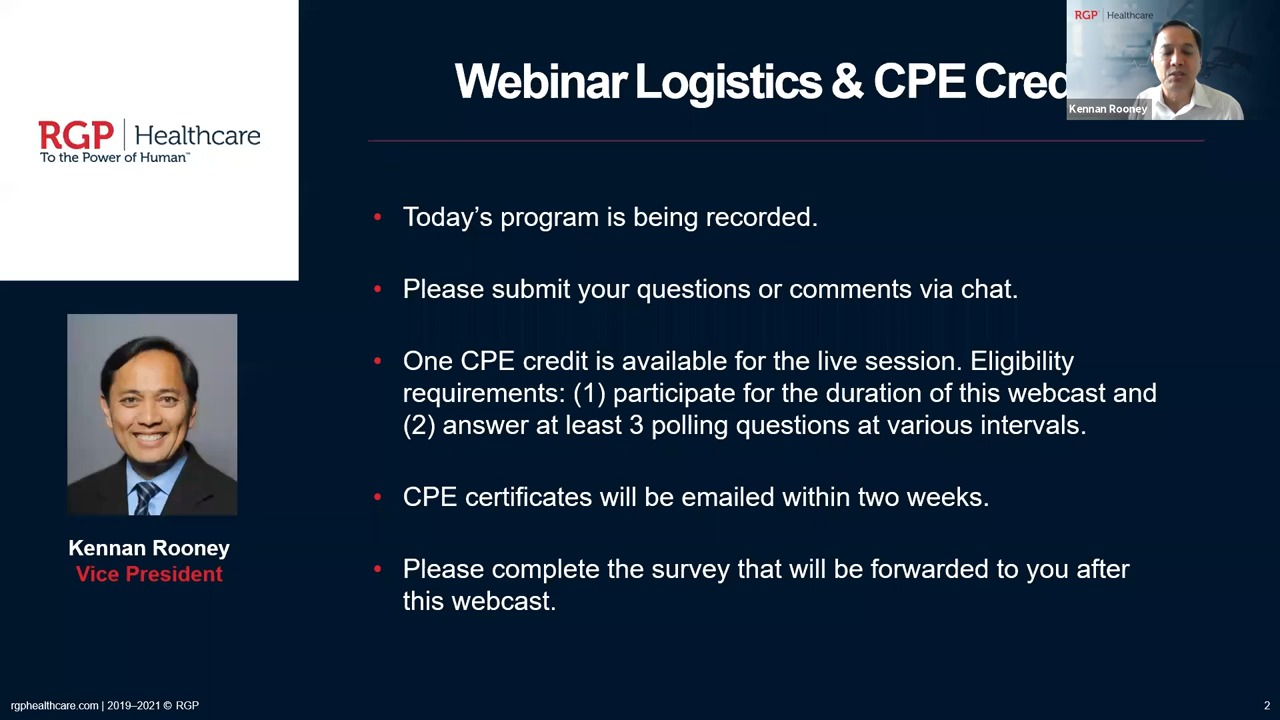 RGP | Healthcare
To the Power of Human™
Webinar Logistics & CPE Cred
RGP | Healthcare
Kennan Rooney
• Today’s program is being recorded.
• Please submit your questions or comments via chat.
• One CPE credit is available for the live session. Eligibility
requirements: (1) participate for the duration of this webcast and
(2) answer at least 3 polling questions at various intervals.
• CPE certificates will be emailed within two weeks.
• Please complete the survey that will be forwarded to you after
this webcast.
Kennan Rooney
Vice President
rgphealthcare.com | 2019–2021 © RGP
2